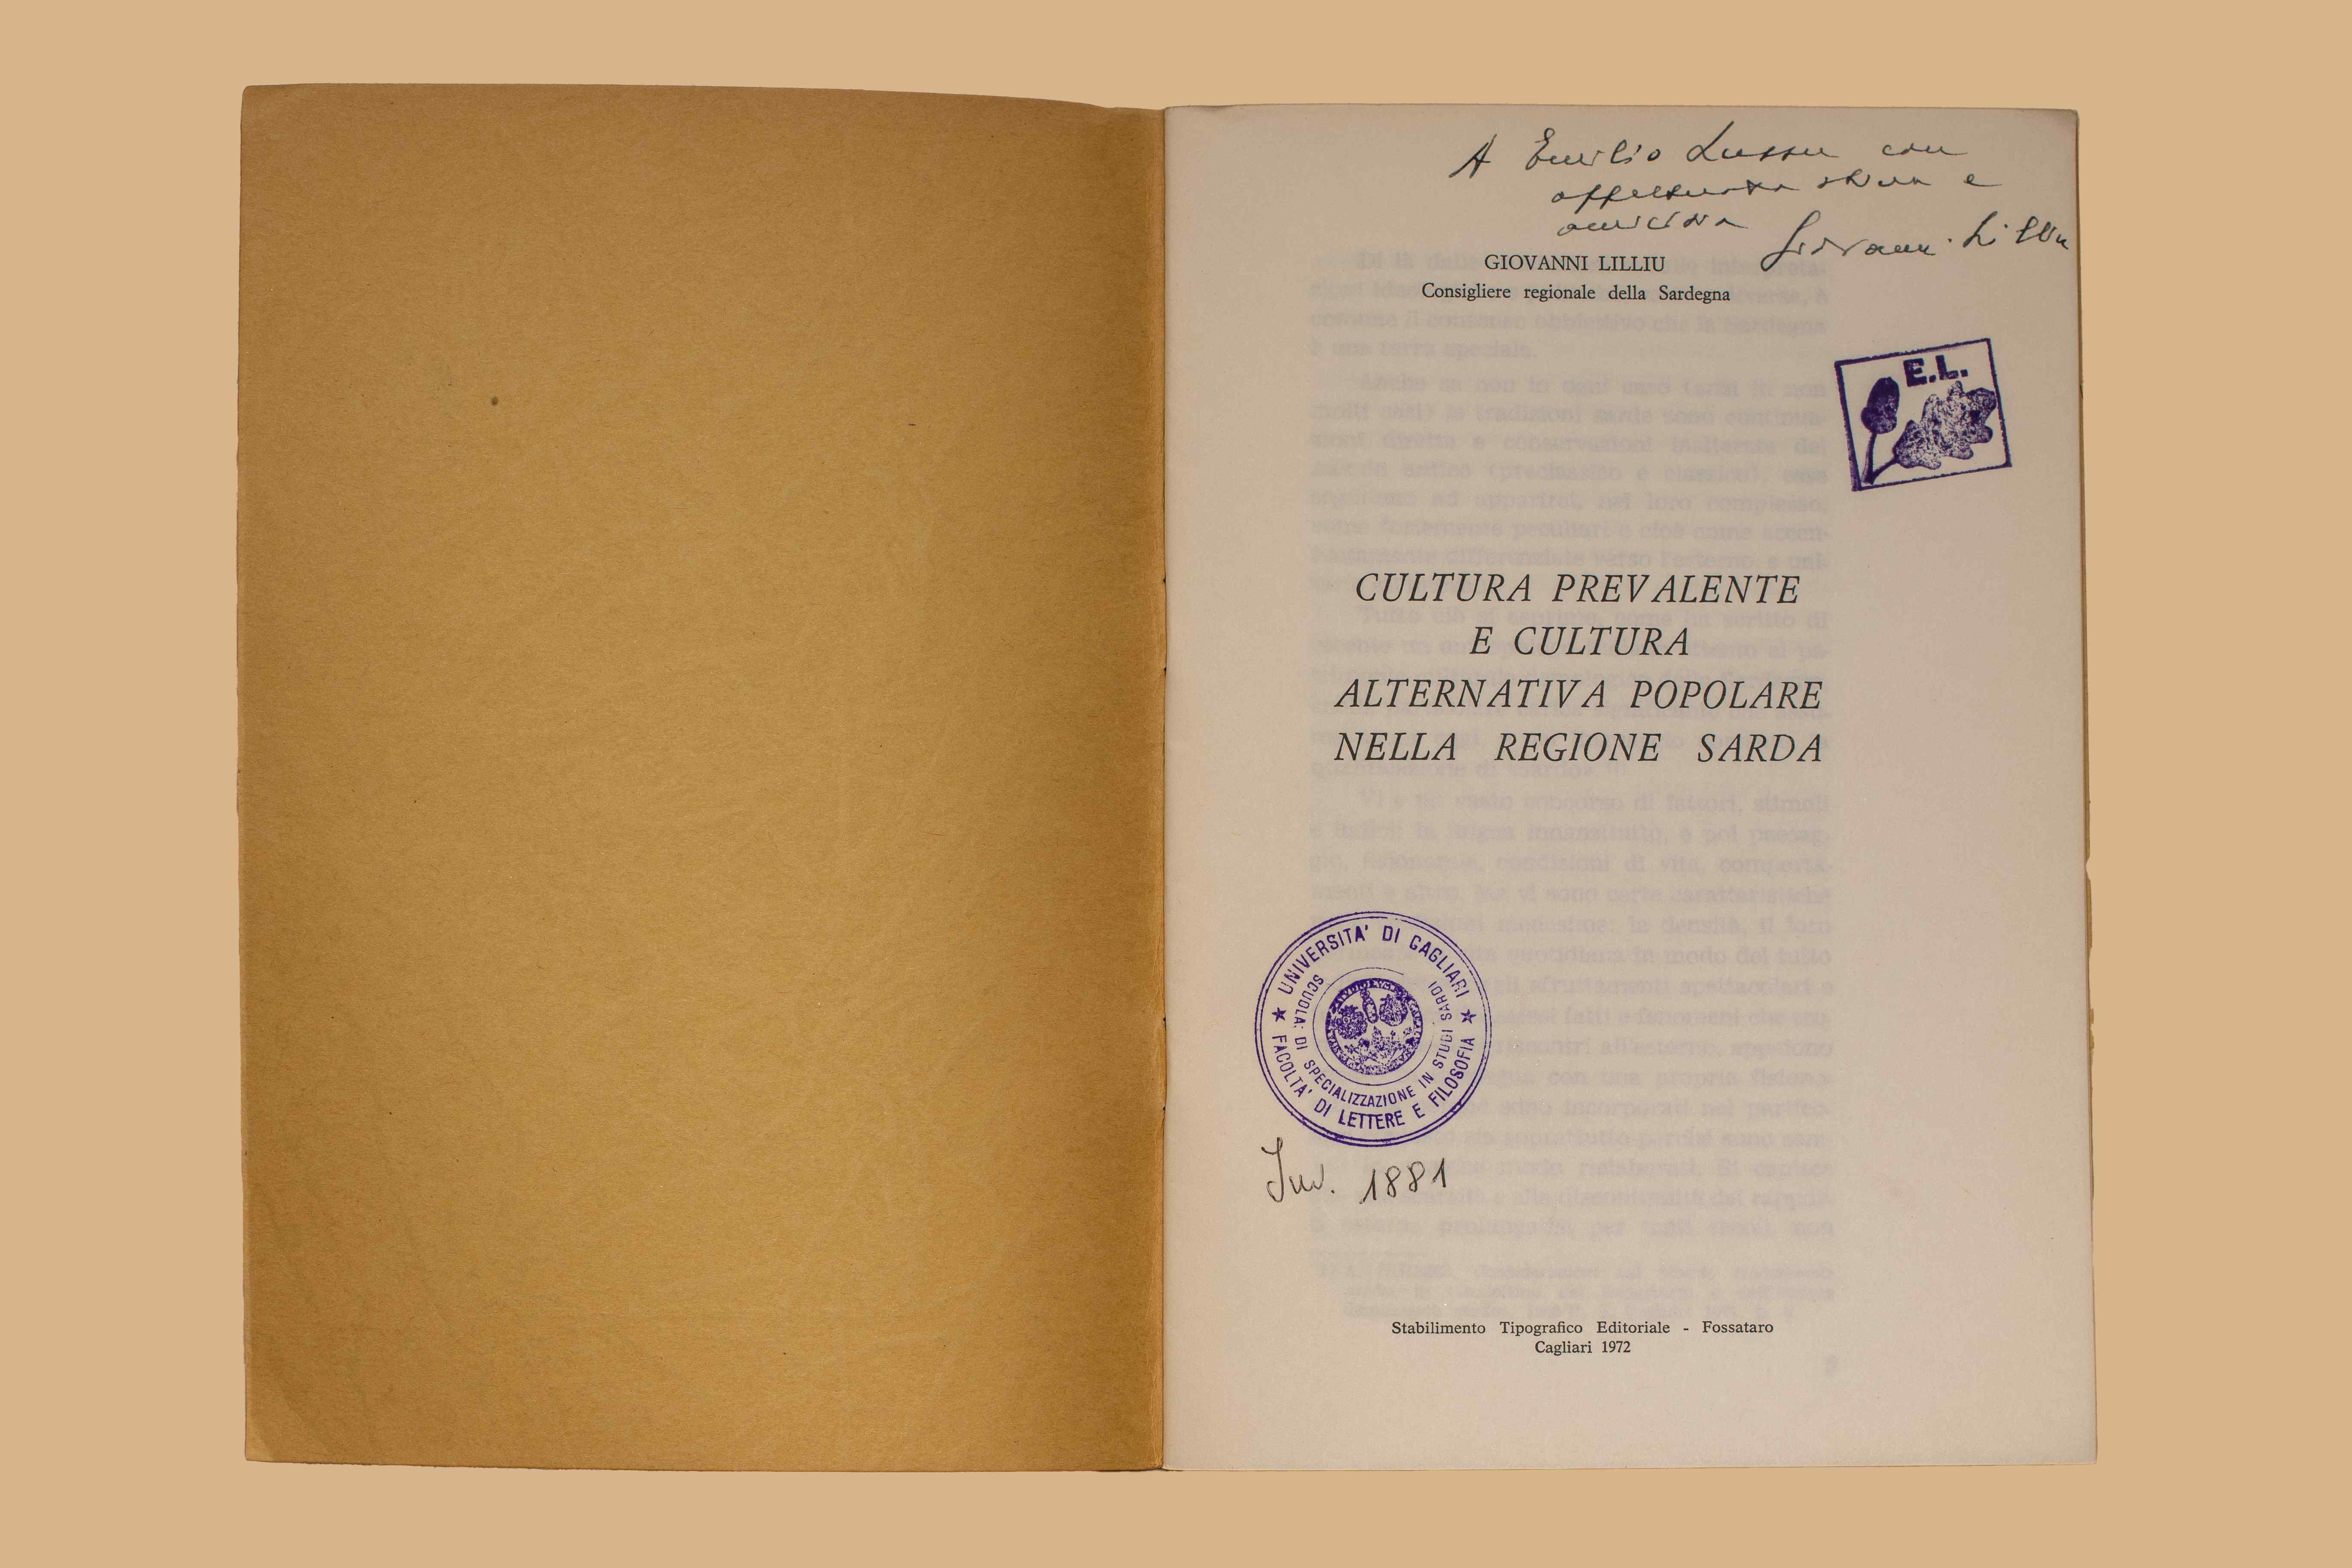 A Emilio Lussu con
affettuosa stima e
amicizia
Giovanni Lilliu
GIOVANNI LILLIU
Consigliere regionale della Sardegna
E.L.
CULTURA PREVALENTE
E CULTURA
ALTERNATIVA POPOLARE
NELLA REGIONE SARDA
★ UNIVERSITA' DI CAGLIARI ★
FACOLTA' DI LETTERE E FILOSOFIA
SCUOLA DI SPECIALIZZAZIONE IN STUDI SARDI
Inv. 1881
Stabilimento Tipografico Editoriale - Fossataro
Cagliari 1972